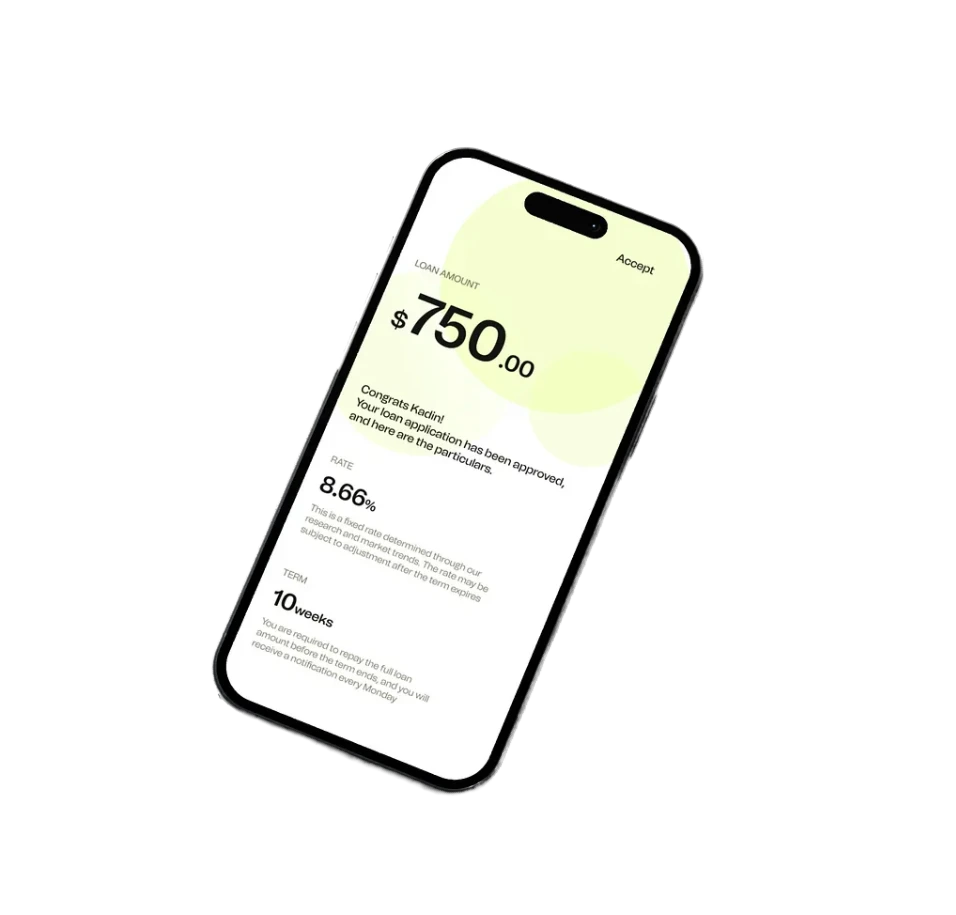 Accept
LOAN AMOUNT
$750.00
Congrats Kadin!
Your loan application has been approved,
and here are the particulars.
RATE
8.66%
This is a fixed rate determined through our
research and market trends. The rate may be
subject to adjustment after the term expires
TERM
10weeks
You are required to repay the full loan
amount before the term ends, and you will
receive a notification every Monday